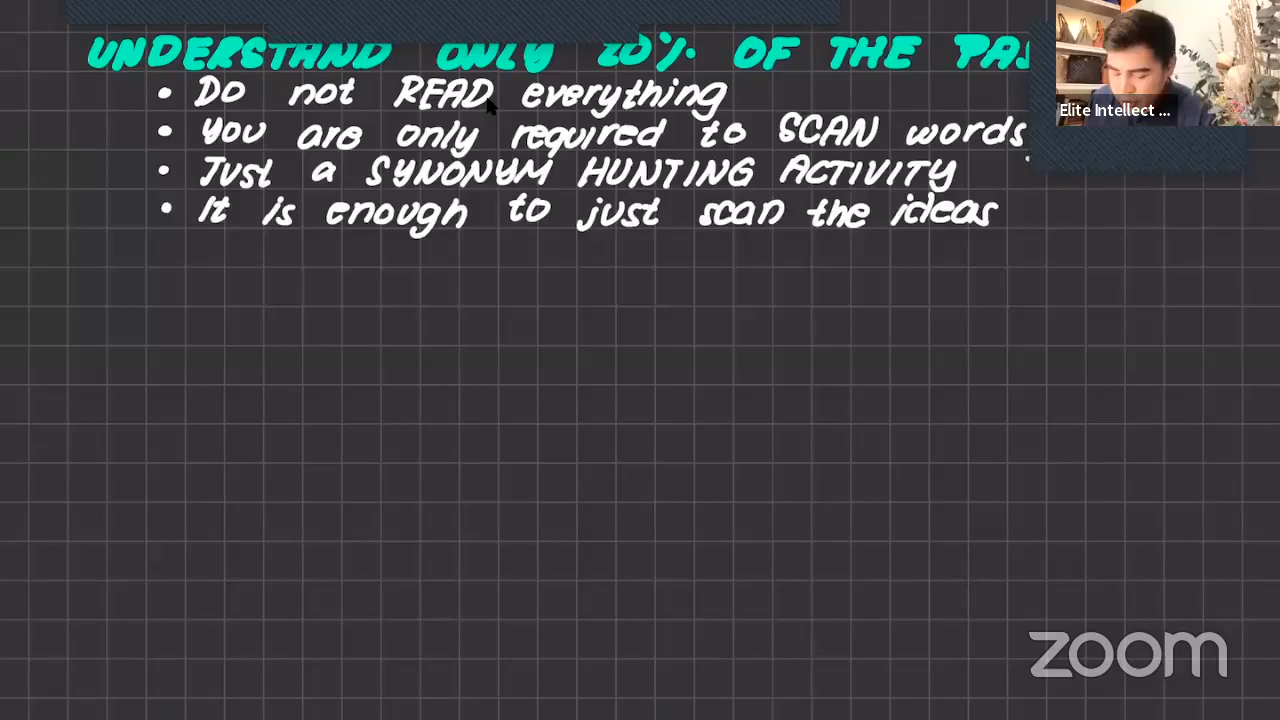 UNDERSTAND ONLY 20% OF THE
• Do not READ everything
• You are only required to SCAN words
• Just a SYNONYM HUNTING ACTIVITY
• It is enough to just scan the ideas
Elite Intellect ...
zoom